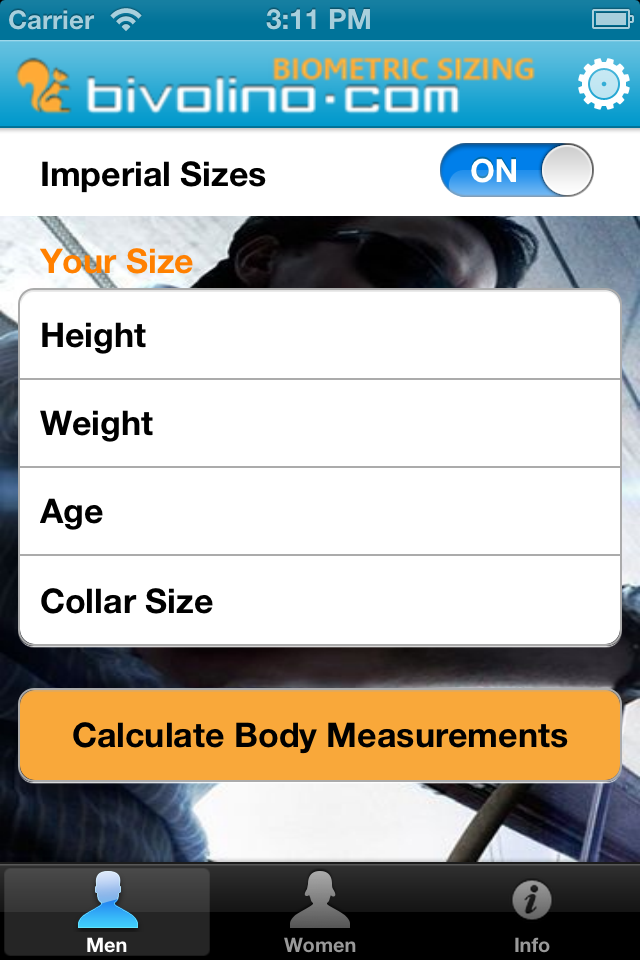 Carrier 3:11 PM
BIOMETRIC SIZING
bivolino.com
Imperial Sizes ON
Your Size
Height
Weight
Age
Collar Size
Calculate Body Measurements
Men Women Info